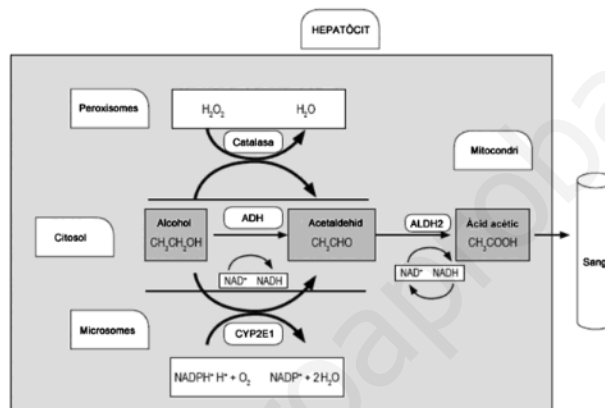 HEPATÒCIT
Peroxisomes
H₂O₂ H₂O
Catalasa
Mitocondri
Citosol
Alcohol
CH₃CH₂OH
ADH
Acetaldehid
CH₃CHO
ALDH2
Àcid acètic
CH₃COOH
Sang
NAD⁺ NADH
NAD⁺ NADH
Microsomes
CYP2E1
NADPH⁺ H⁺ + O₂ NADP⁺ + 2H₂O